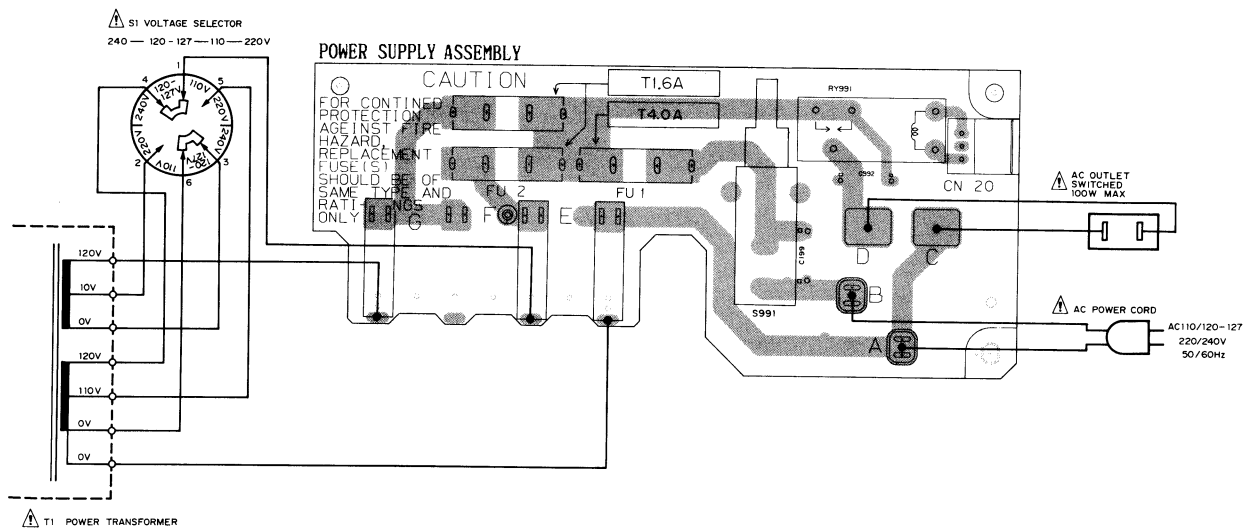 S1 VOLTAGE SELECTOR
240 — 120-127 — 110 — 220V
1
4
5
120-127V
110V
240V
220V
220V
240V
2
110V
120-127V
3
6
POWER SUPPLY ASSEMBLY
CAUTION
FOR CONTINED
PROTECTION
AGEINST FIRE
HAZARD,
REPLACEMENT
FUSE(S)
SHOULD BE OF
SAME TYPE AND
RATINGS
ONLY
T1.6A
T4.0A
FU 2
FU 1
G
F
E
RY991
C992
CN 20
C199
S991
D
C
B
A
AC OUTLET
SWITCHED
100W MAX
AC POWER CORD
AC110/120-127
220/240V
50/60Hz
120V
10V
0V
120V
110V
0V
0V
T1 POWER TRANSFORMER